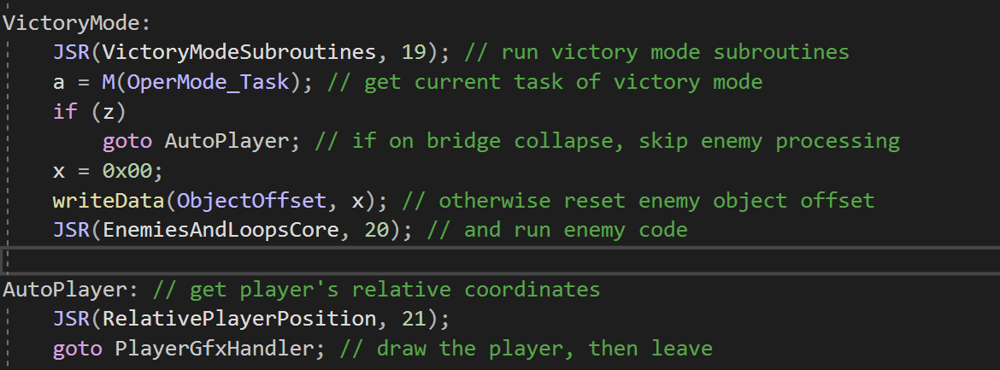 VictoryMode:
JSR(VictoryModeSubroutines, 19); // run victory mode subroutines
a = M(OperMode_Task); // get current task of victory mode
if (z)
goto AutoPlayer; // if on bridge collapse, skip enemy processing
x = 0x00;
writeData(ObjectOffset, x); // otherwise reset enemy object offset
JSR(EnemiesAndLoopsCore, 20); // and run enemy code
AutoPlayer: // get player's relative coordinates
JSR(RelativePlayerPosition, 21);
goto PlayerGfxHandler; // draw the player, then leave